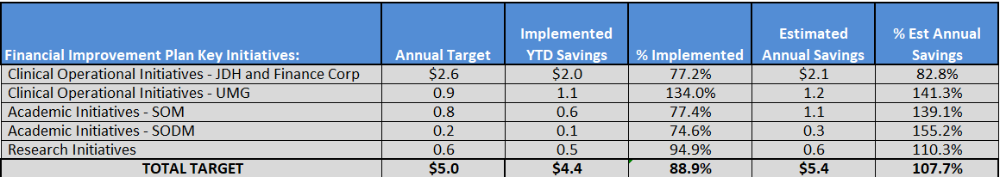 Financial Improvement Plan Key Initiatives: Annual Target Implemented YTD Savings % Implemented Estimated Annual Savings % Est Annual Savings
Clinical Operational Initiatives - JDH and Finance Corp $2.6 $2.0 77.2% $2.1 82.8%
Clinical Operational Initiatives - UMG 0.9 1.1 134.0% 1.2 141.3%
Academic Initiatives - SOM 0.8 0.6 77.4% 1.1 139.1%
Academic Initiatives - SODM 0.2 0.1 74.6% 0.3 155.2%
Research Initiatives 0.6 0.5 94.9% 0.6 110.3%
TOTAL TARGET $5.0 $4.4 88.9% $5.4 107.7%